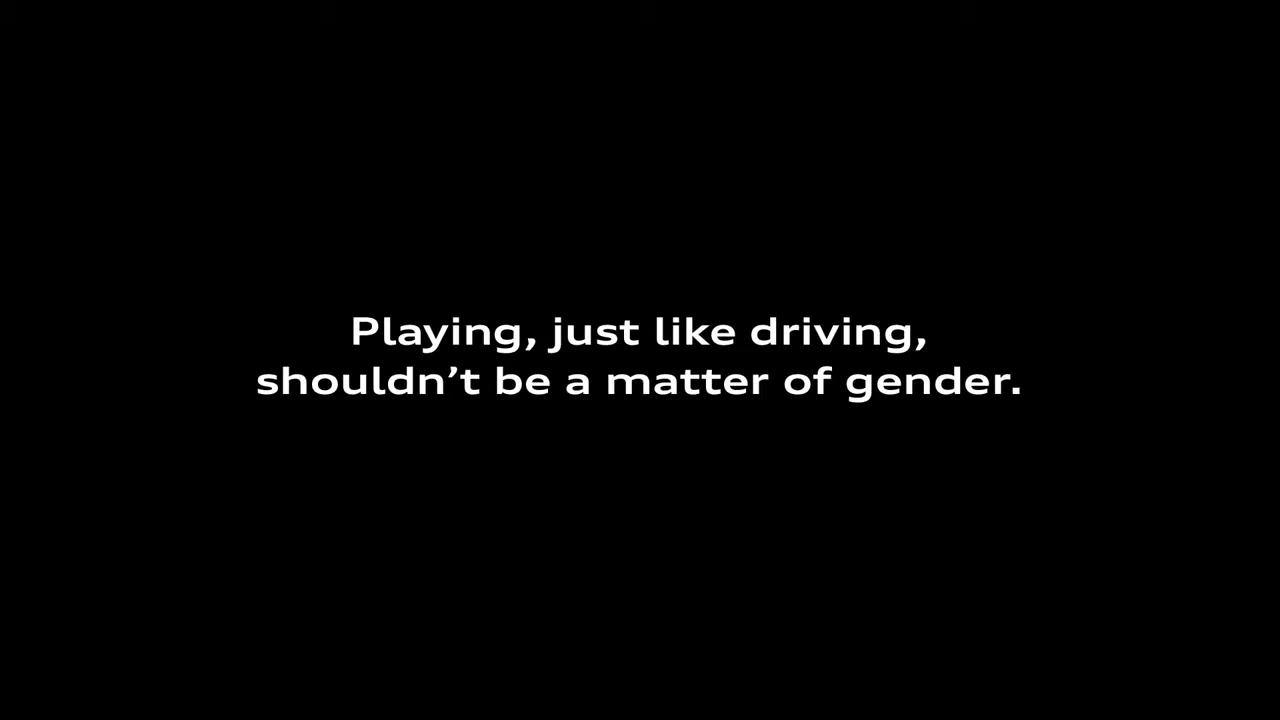 Playing, just like driving,
shouldn’t be a matter of gender.